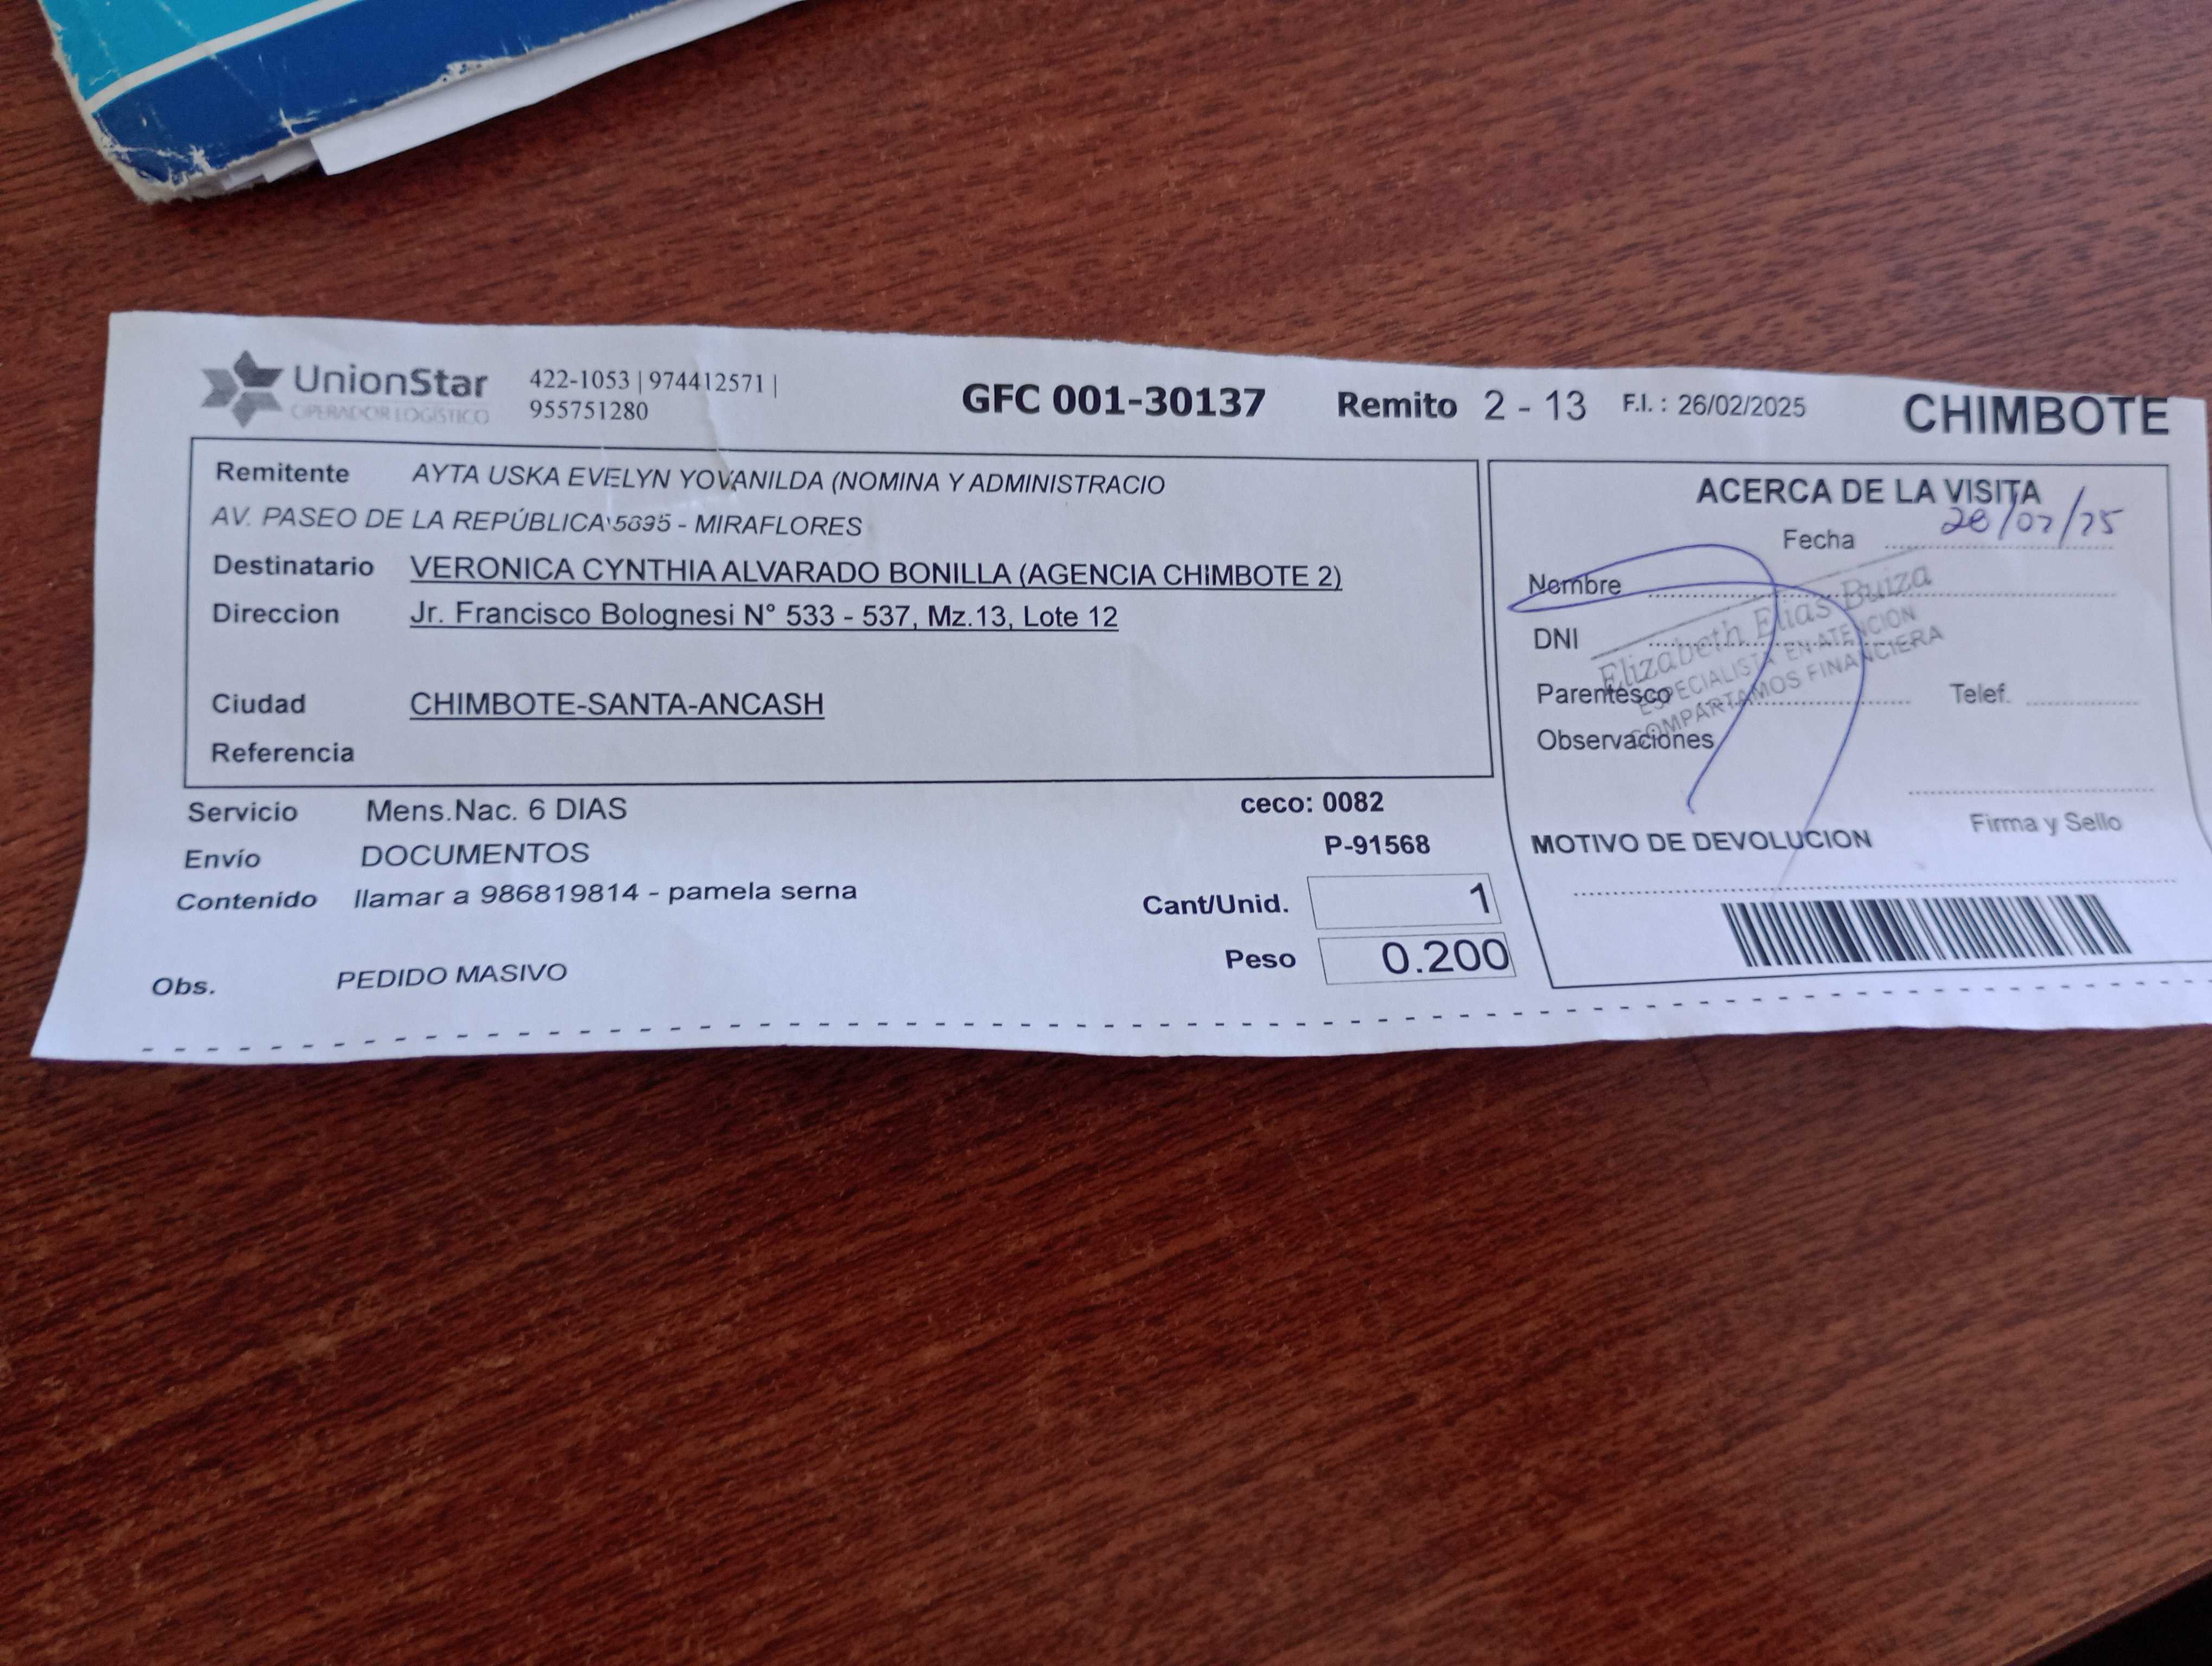 UnionStar
OPERADOR LOGÍSTICO
422-1053 | 974412571 |
955751280
GFC 001-30137
Remito 2 - 13
F.I. : 26/02/2025
CHIMBOTE
Remitente AYTA USKA EVELYN YOVANILDA (NOMINA Y ADMINISTRACIO
AV. PASEO DE LA REPÚBLICA 5895 - MIRAFLORES
Destinatario VERONICA CYNTHIA ALVARADO BONILLA (AGENCIA CHIMBOTE 2)
Direccion Jr. Francisco Bolognesi N° 533 - 537, Mz.13, Lote 12
Ciudad CHIMBOTE-SANTA-ANCASH
Referencia
Servicio Mens.Nac. 6 DIAS
ceco: 0082
Envío DOCUMENTOS
P-91568
Contenido llamar a 986819814 - pamela serna
Cant/Unid. 1
Peso 0.200
Obs. PEDIDO MASIVO
ACERCA DE LA VISITA
Fecha
Nombre
DNI
Parentesco
Telef.
Observaciones
Elizabeth Elias Buiza
ESPECIALISTA EN ATENCION
COMPARTAMOS FINANCIERA
Firma y Sello
MOTIVO DE DEVOLUCION